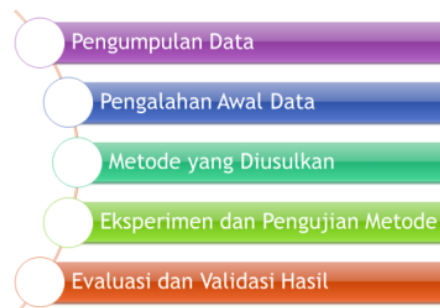 Pengumpulan Data
Pengalahan Awal Data
Metode yang Diusulkan
Eksperimen dan Pengujian Metode
Evaluasi dan Validasi Hasil